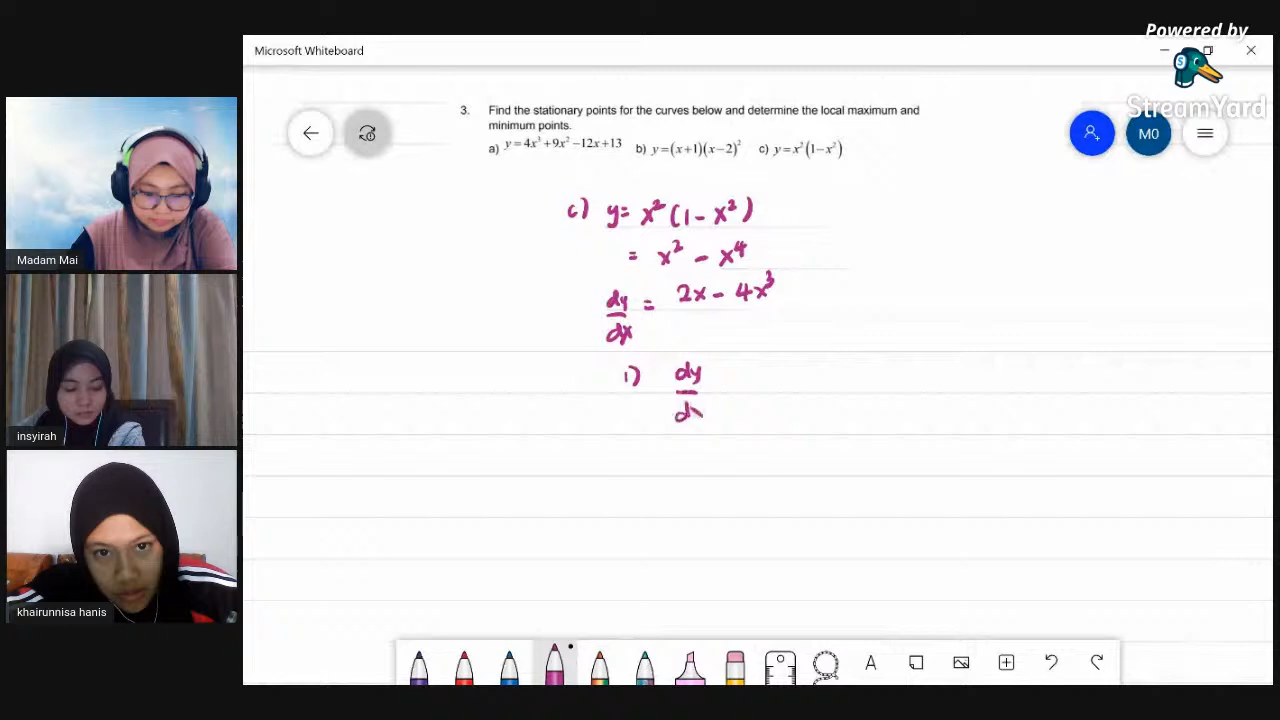 Powered by
StreamYard
Microsoft Whiteboard
3. Find the stationary points for the curves below and determine the local maximum and
minimum points.
a) y = 4x³ + 9x² − 12x + 13 b) y = (x + 1)(x − 2)² c) y = x²(1 − x²)
M0
c) y = x² (1 - x²)
= x² - x⁴
dy/dx = 2x - 4x³
1) dy/dx
Madam Mai
insyirah
khairunnisa hanis
A